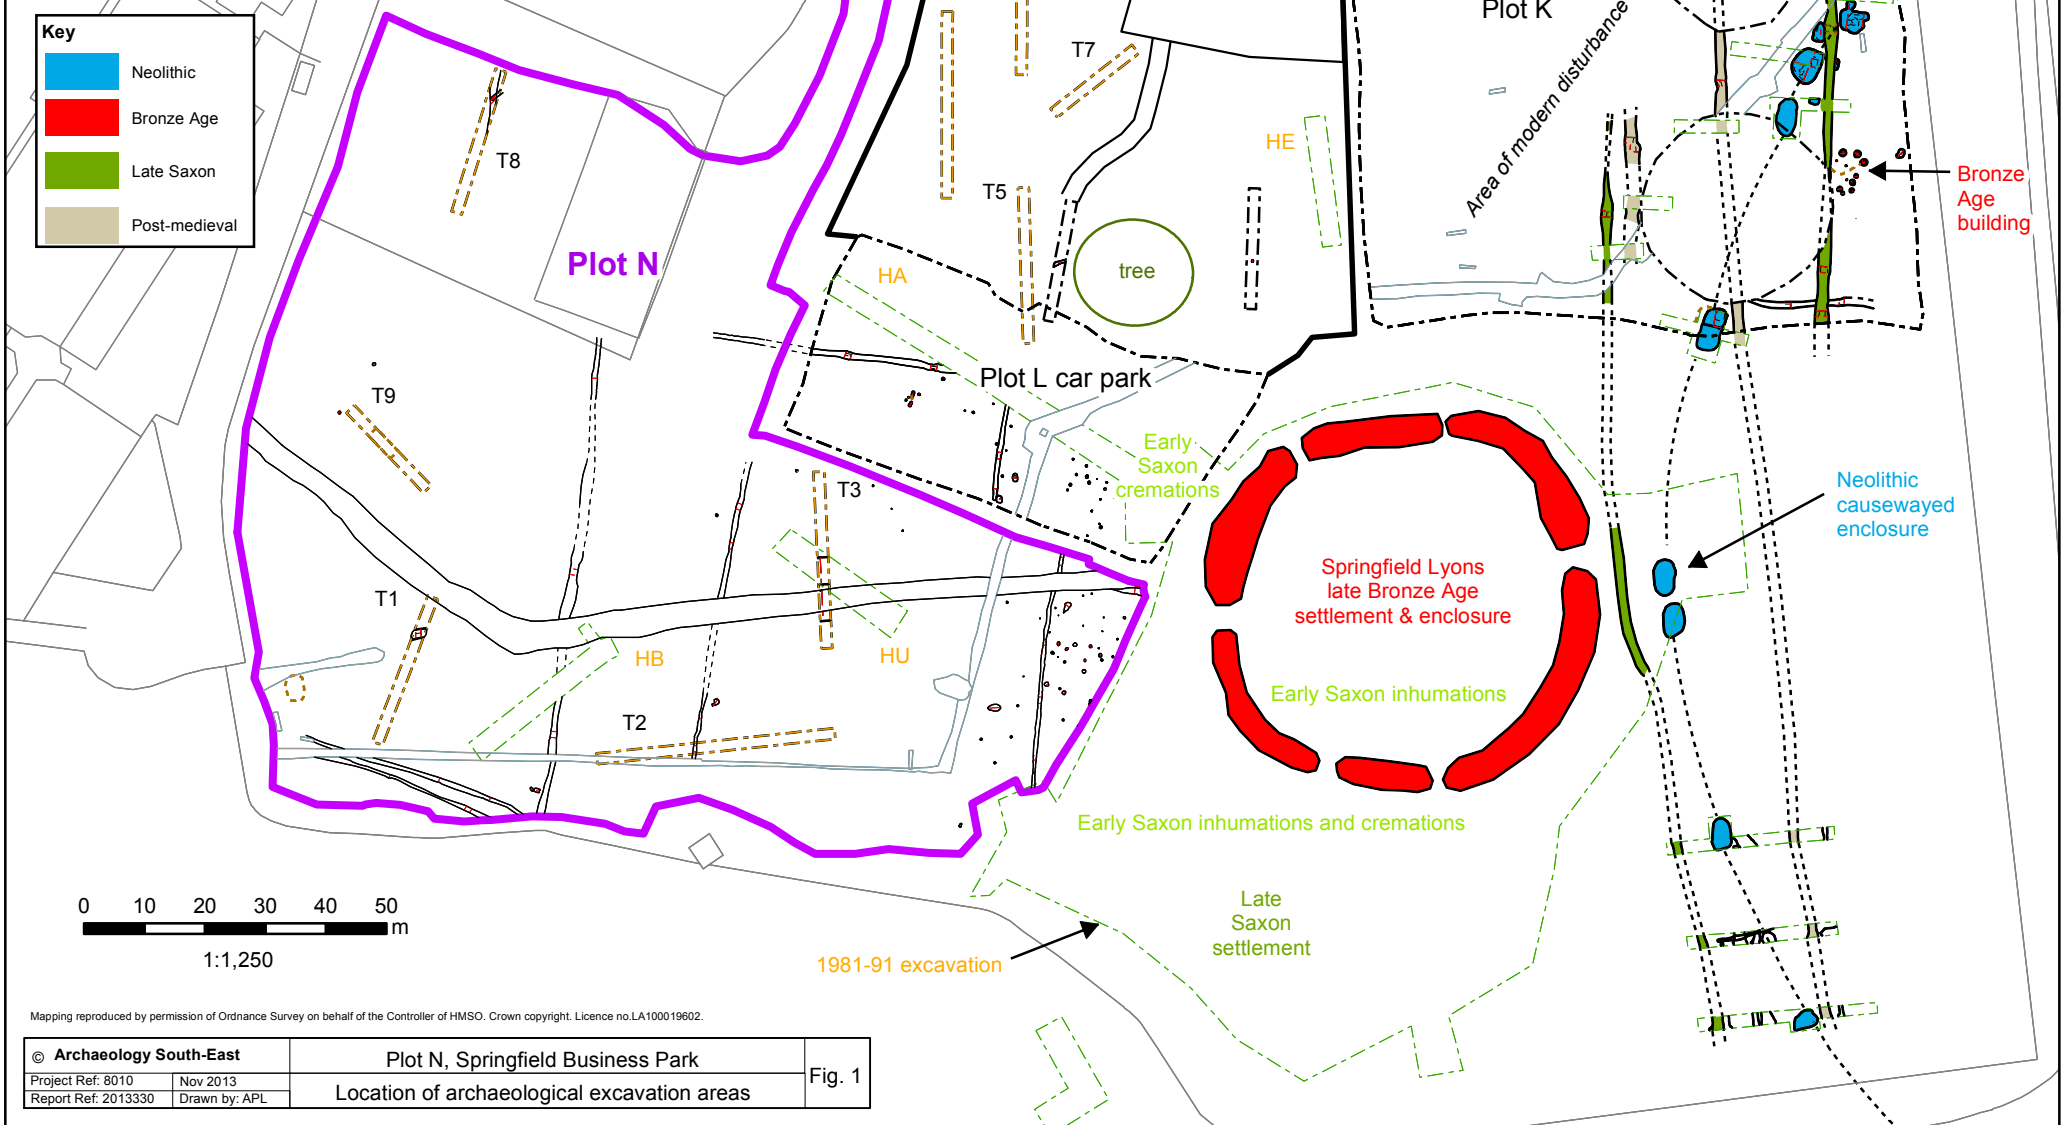 Key
Neolithic
Bronze Age
Late Saxon
Post-medieval
Plot K
Area of modern disturbance
T7
T8
HE
T5
Plot N
HA
tree
Bronze
Age
building
T9
Plot L car park
Early
Saxon
cremations
T3
Neolithic
causewayed
enclosure
Springfield Lyons
late Bronze Age
settlement & enclosure
T1
HB
HU
Early Saxon inhumations
T2
Early Saxon inhumations and cremations
Late
Saxon
settlement
1981-91 excavation
0 10 20 30 40 50
m
1:1,250
Mapping reproduced by permission of Ordnance Survey on behalf of the Controller of HMSO. Crown copyright. Licence no.LA100019602.
© Archaeology South-East
Project Ref: 8010
Nov 2013
Report Ref: 2013330
Drawn by: APL
Plot N, Springfield Business Park
Location of archaeological excavation areas
Fig. 1